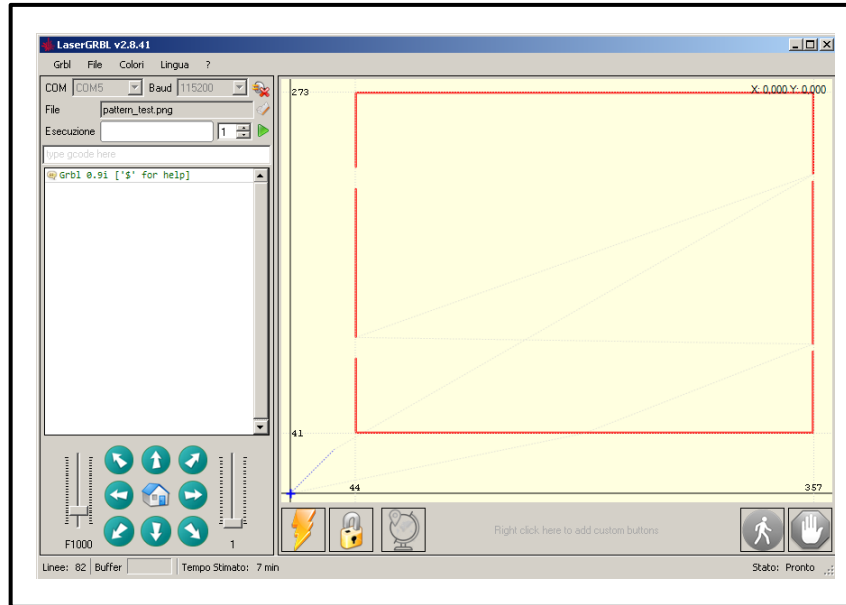 LaserGRBL v2.8.41
Grbl File Colori Lingua ?
COM COM5 Baud 115200
File pattern_test.png
Esecuzione 1
type gcode here
Grbl 0.9i ['$' for help]
273
X: 0.000 Y: 0.000
41
44
357
F1000
1
Right click here to add custom buttons
Linee: 82 Buffer Tempo Stimato: 7 min
Stato: Pronto